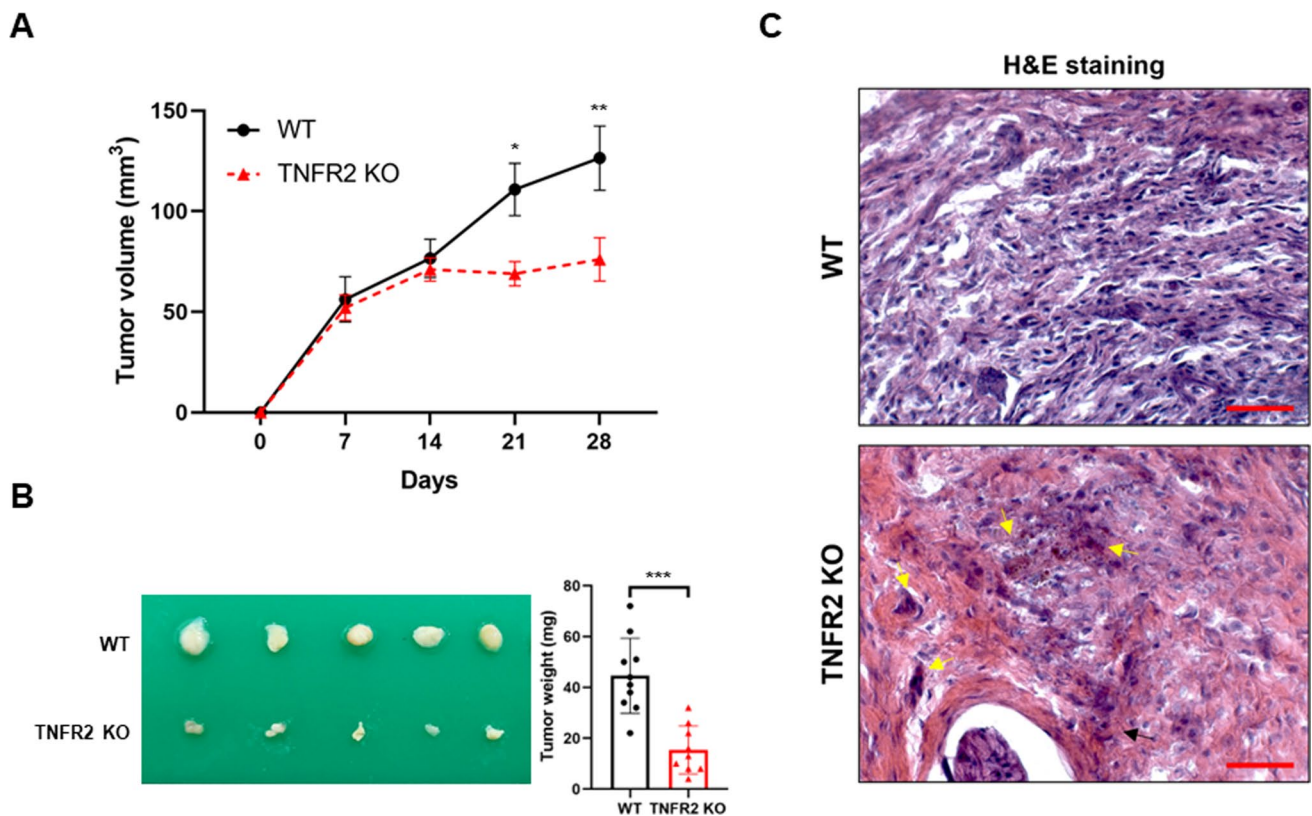 A
Tumor volume (mm³)
150
100
50
0
WT
TNFR2 KO
*
**
0 7 14 21 28
Days
B
WT
TNFR2 KO
Tumor weight (mg)
80
60
40
20
0
***
WT TNFR2 KO
C
H&E staining
WT
TNFR2 KO